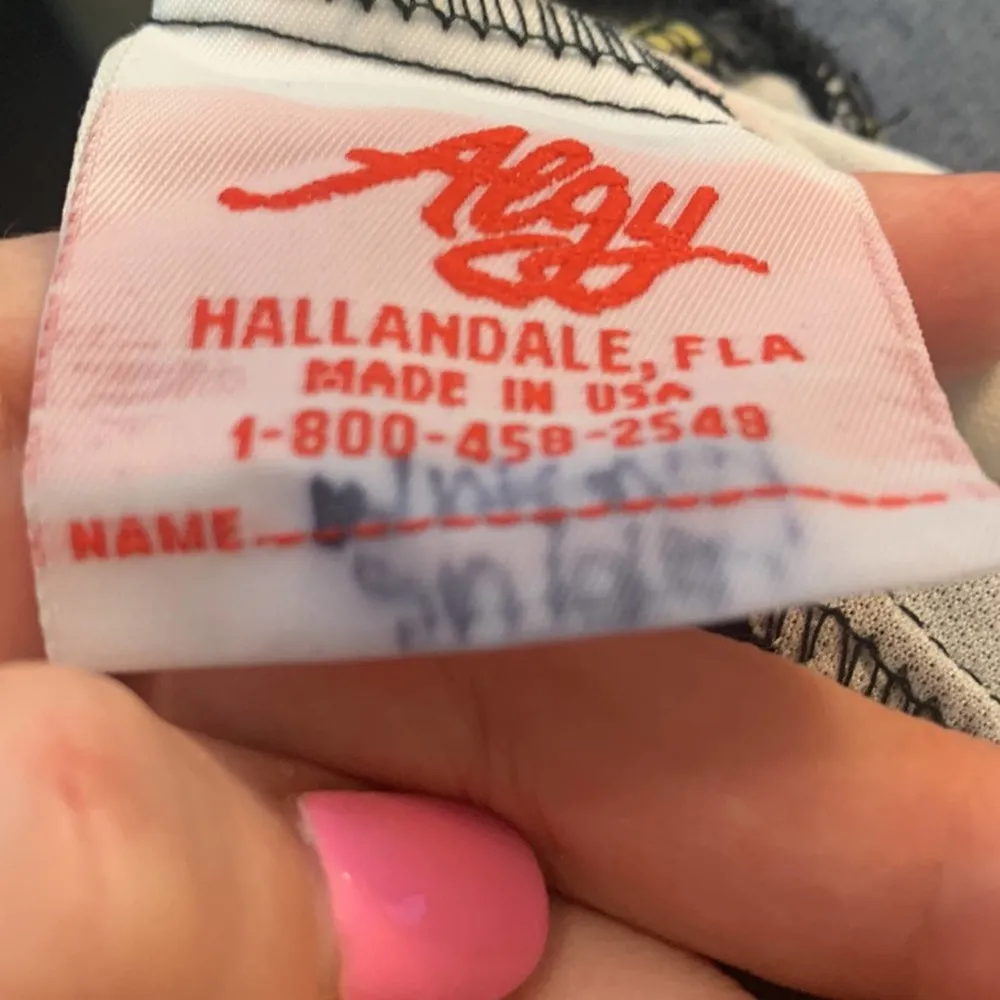 Algy
HALLANDALE, FLA
MADE IN USA
1-800-458-2549
NAME